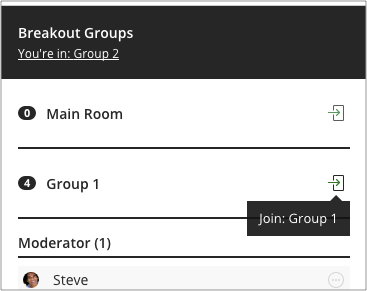 Breakout Groups
You're in: Group 2
0 Main Room
4 Group 1
Join: Group 1
Moderator (1)
Steve